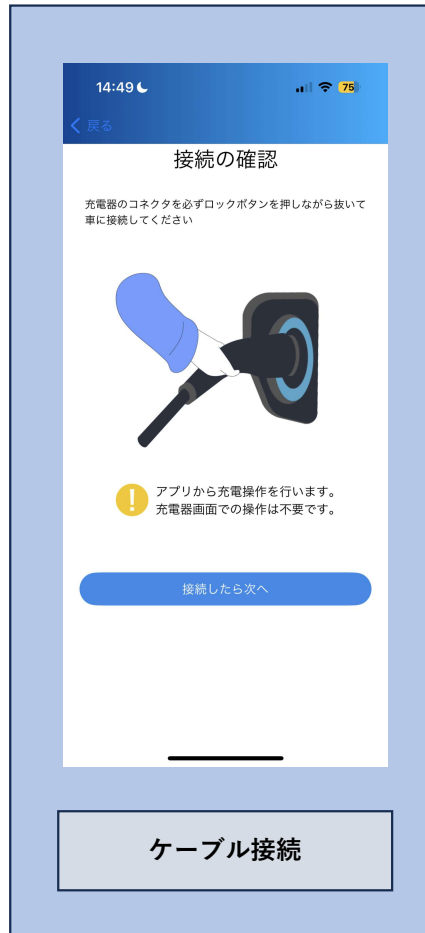 14:49
75
戻る
接続の確認
充電器のコネクタを必ずロックボタンを押しながら抜いて
車に接続してください
アプリから充電操作を行います。
充電器画面での操作は不要です。
接続したら次へ
ケーブル接続